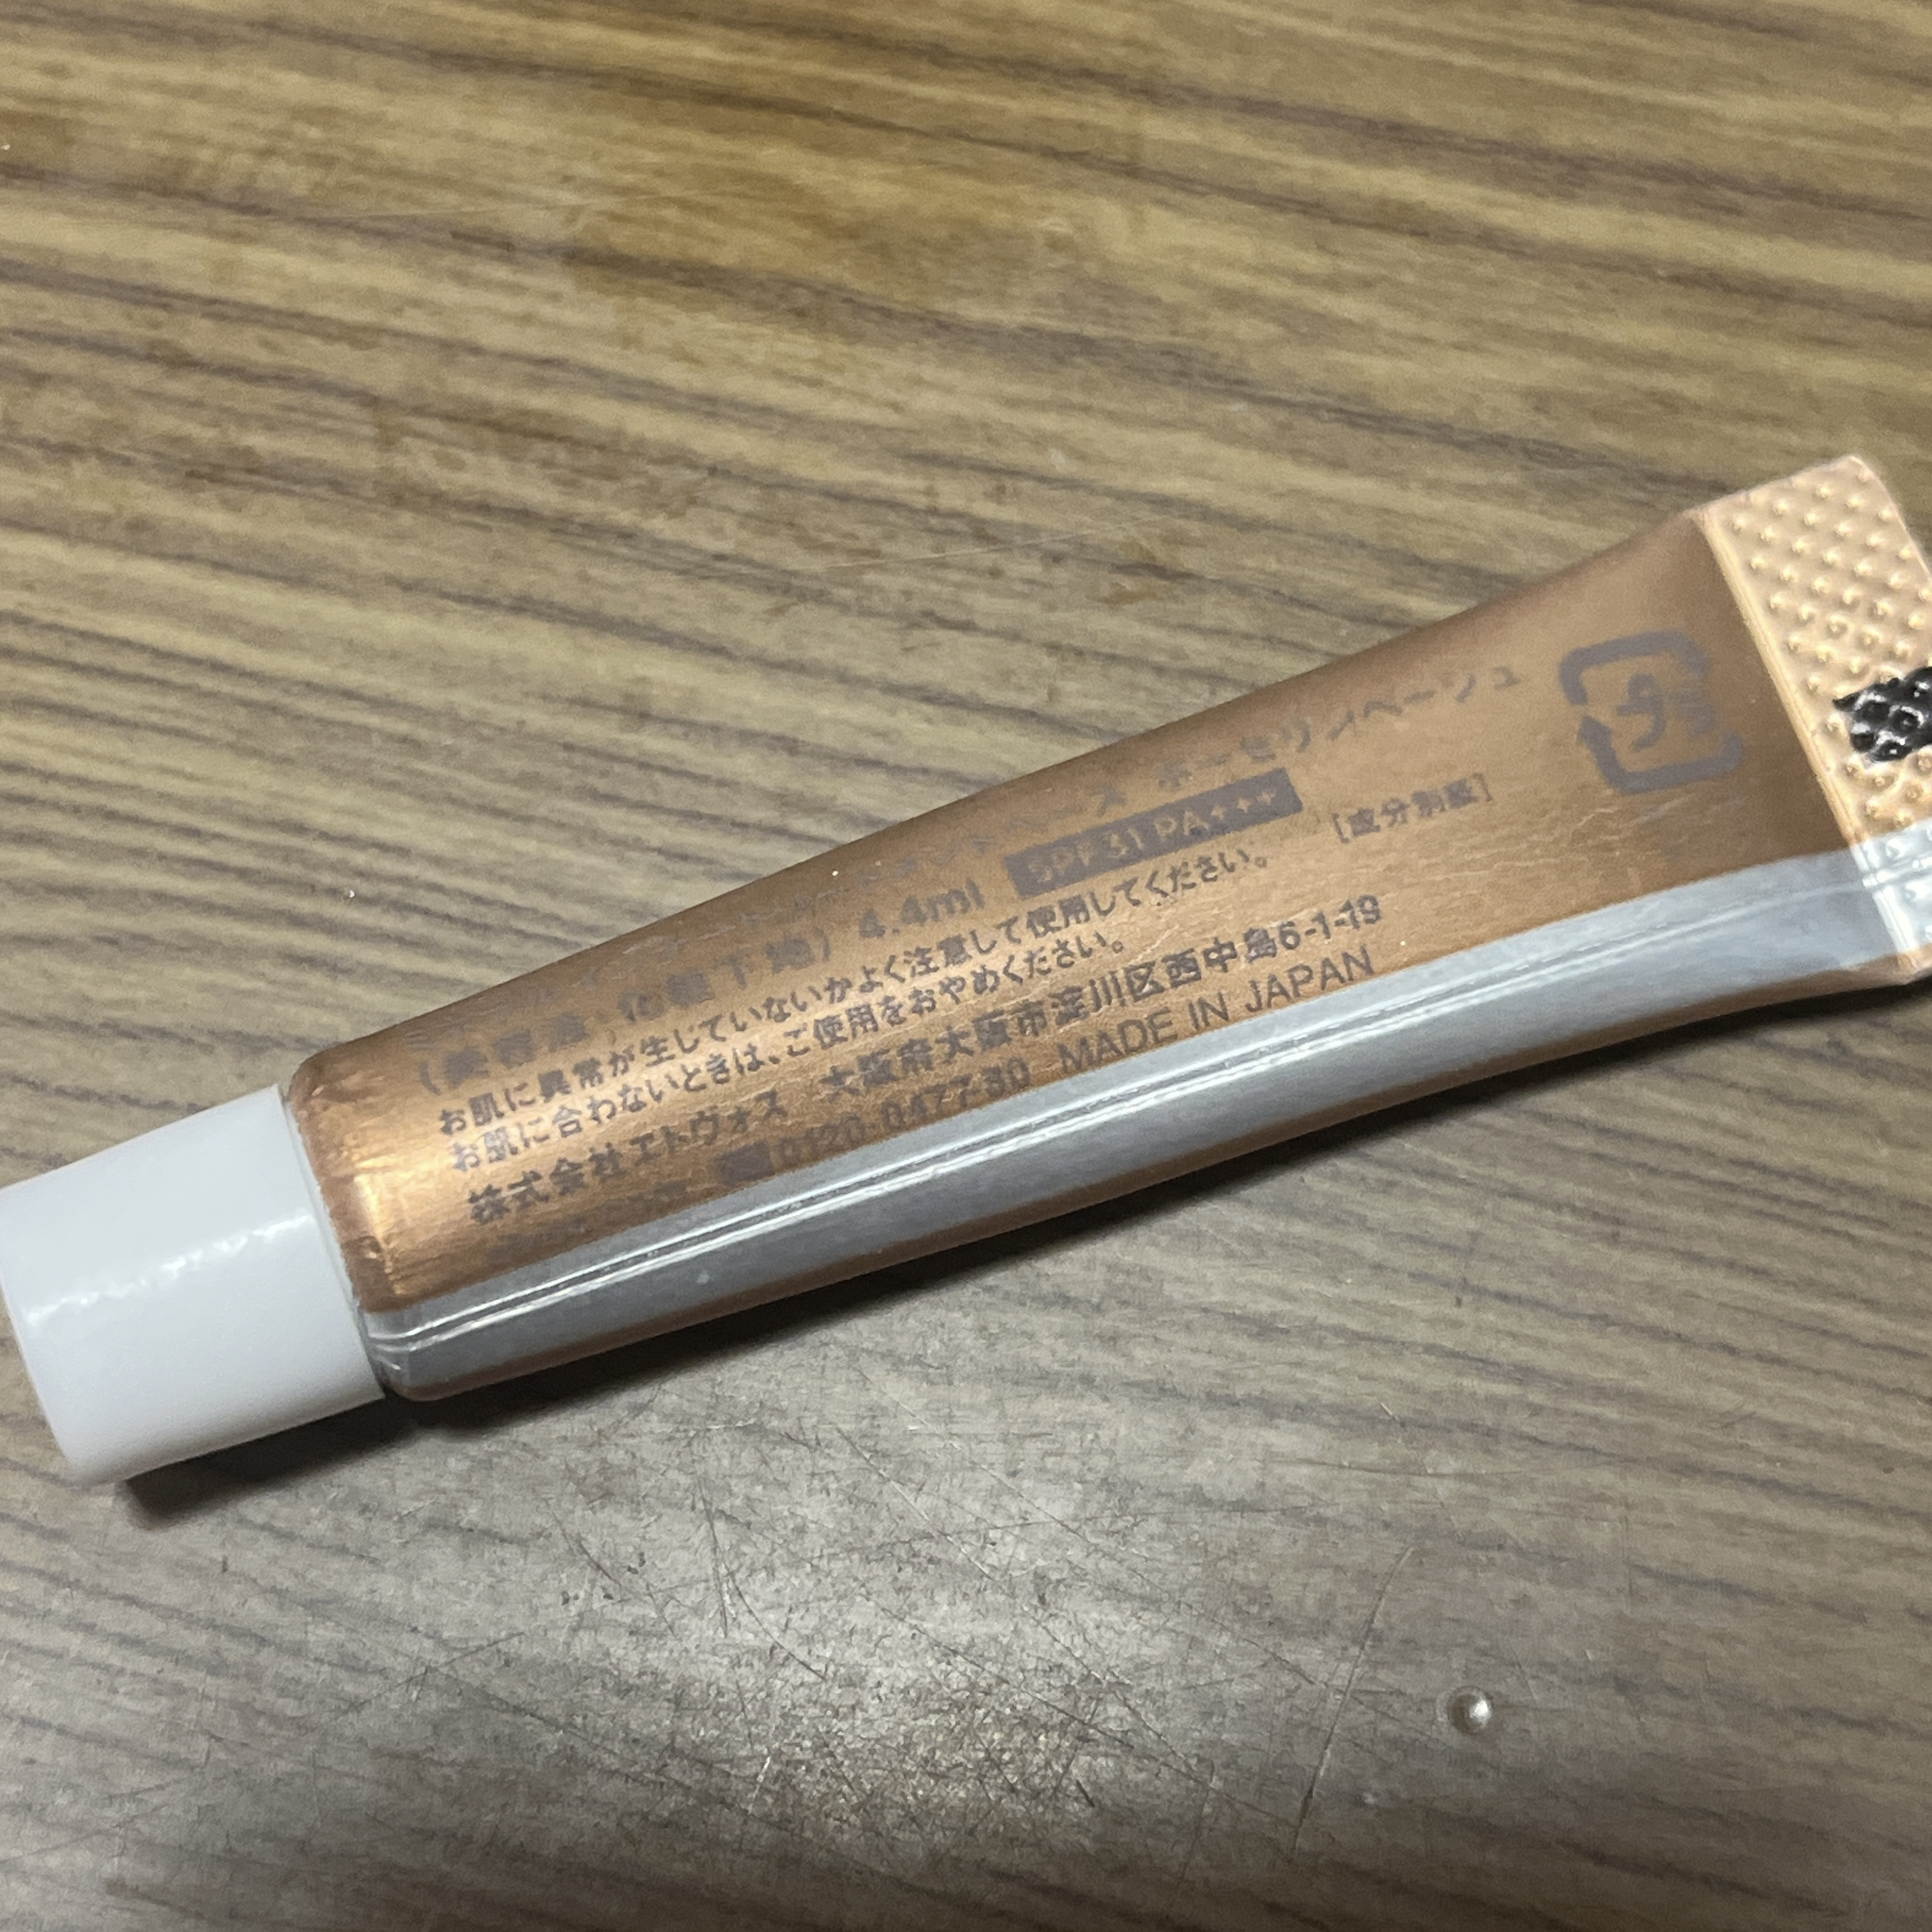 ポーセリンベージュ
(美容液・化粧下地) 4.4ml SPF31 PA+++
お肌に異常が生じていないかよく注意して使用してください。 [成分別記]
お肌に合わないときは、ご使用をおやめください。
株式会社エトヴォス 大阪府大阪市淀川区西中島6-1-19
0120-0477-80 MADE IN JAPAN
プラ